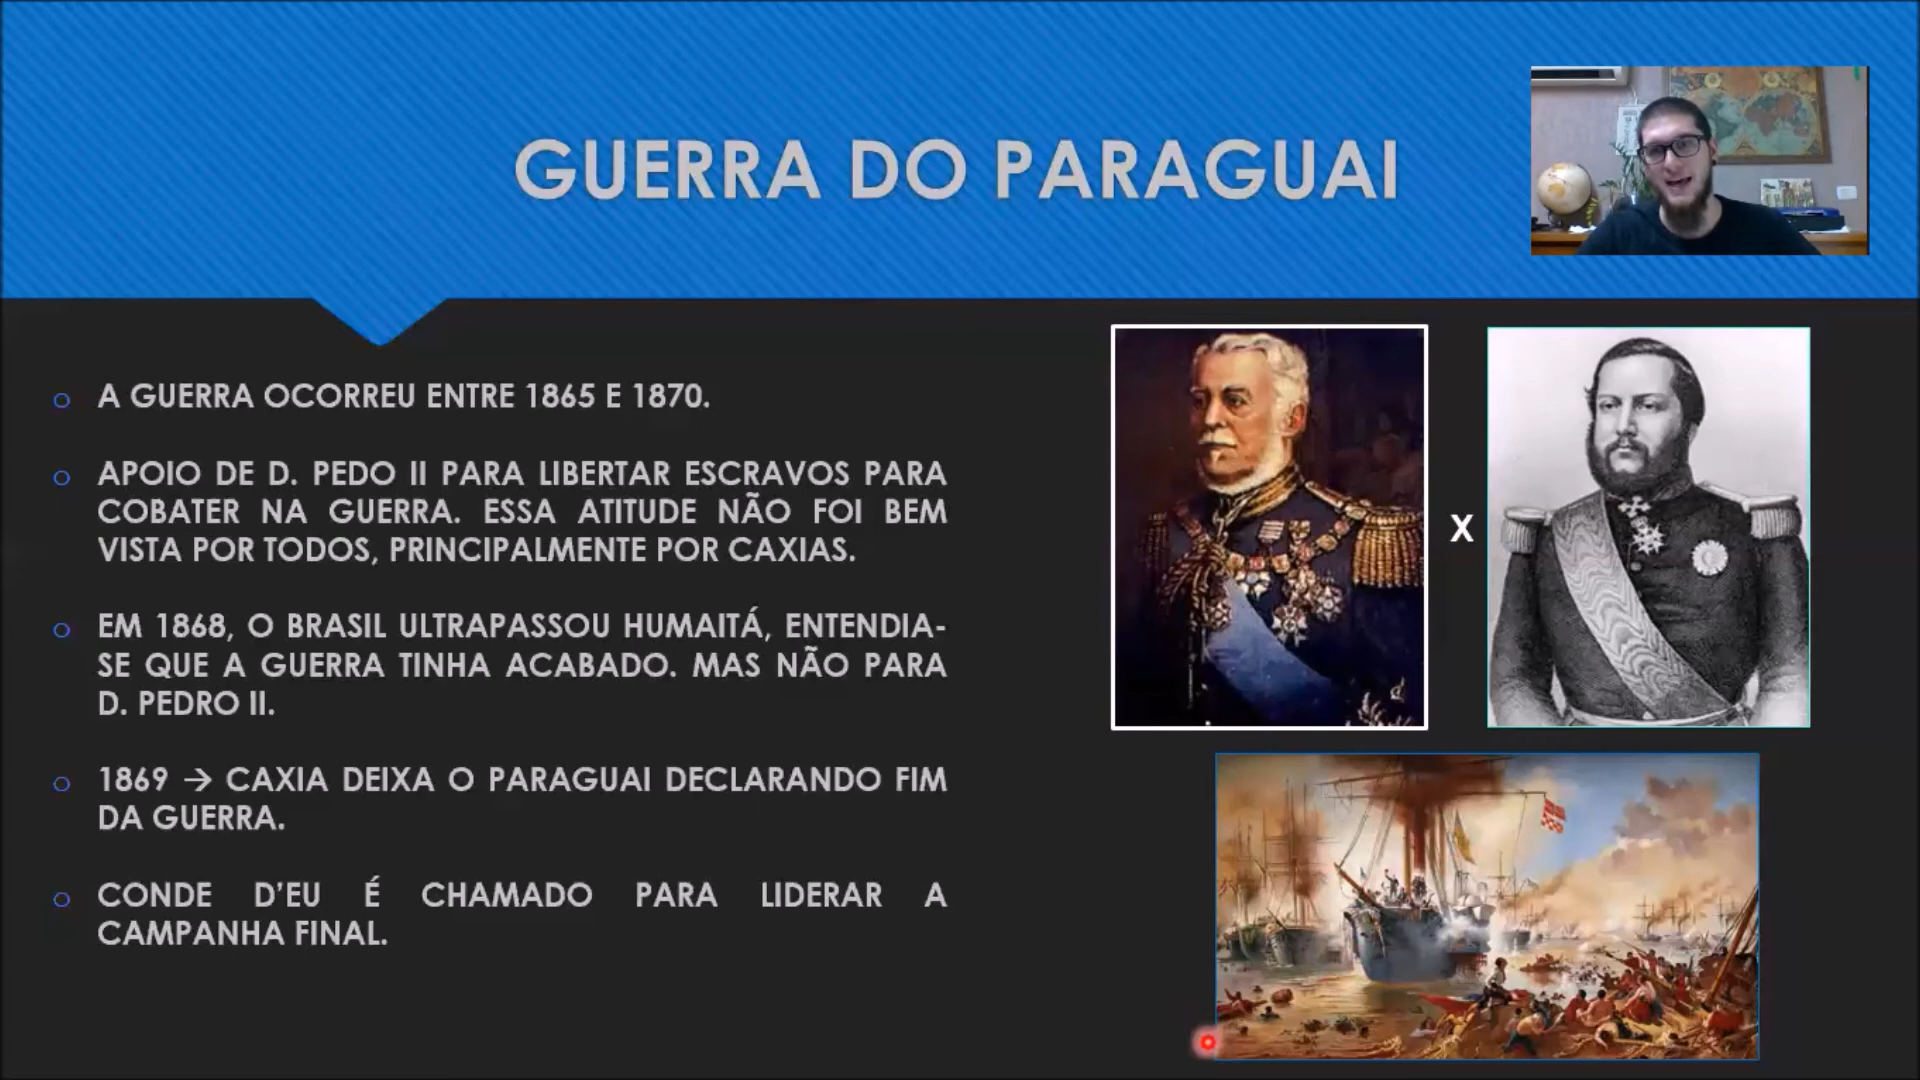 GUERRA DO PARAGUAI
A GUERRA OCORREU ENTRE 1865 E 1870.
APOIO DE D. PEDO II PARA LIBERTAR ESCRAVOS PARA
COBATER NA GUERRA. ESSA ATITUDE NÃO FOI BEM
VISTA POR TODOS, PRINCIPALMENTE POR CAXIAS.
EM 1868, O BRASIL ULTRAPASSOU HUMAITÁ, ENTENDIA-
SE QUE A GUERRA TINHA ACABADO. MAS NÃO PARA
D. PEDRO II.
1869 → CAXIA DEIXA O PARAGUAI DECLARANDO FIM
DA GUERRA.
CONDE D'EU É CHAMADO PARA LIDERAR A
CAMPANHA FINAL.
X